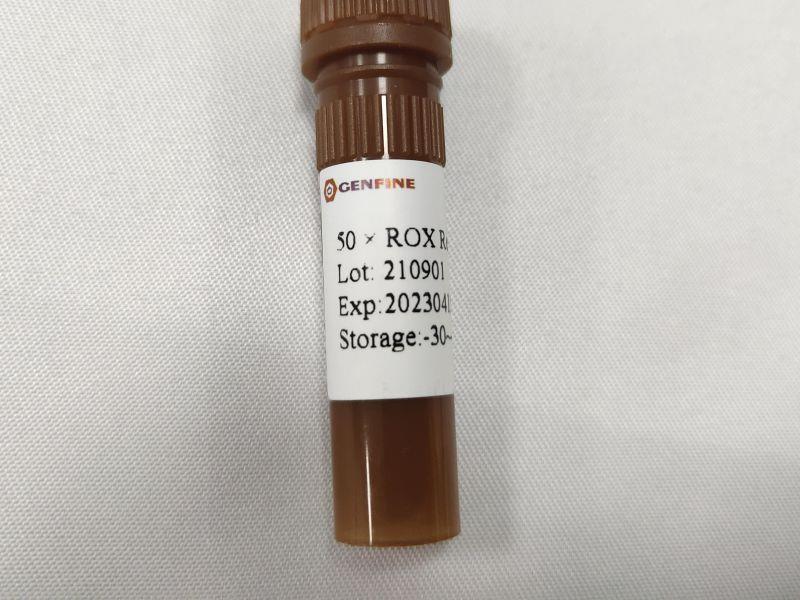 GENFINE
50 × ROX
Lot: 210901
Exp:202304
Storage:-30~